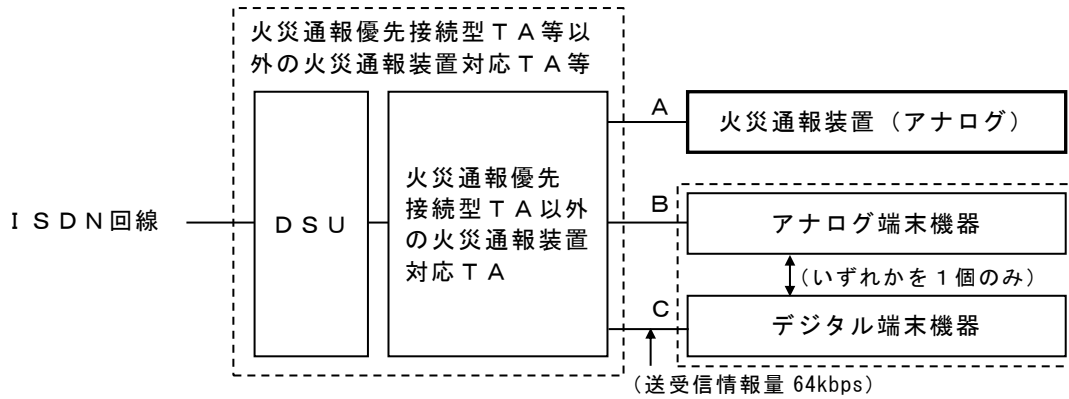 火災通報優先接続型ＴＡ等以
外の火災通報装置対応ＴＡ等
ＩＳＤＮ回線
ＤＳＵ
火災通報優先
接続型ＴＡ以外
の火災通報装置
対応ＴＡ
Ａ
火災通報装置（アナログ）
Ｂ
アナログ端末機器
（いずれかを１個のみ）
Ｃ
デジタル端末機器
（送受信情報量 64kbps）